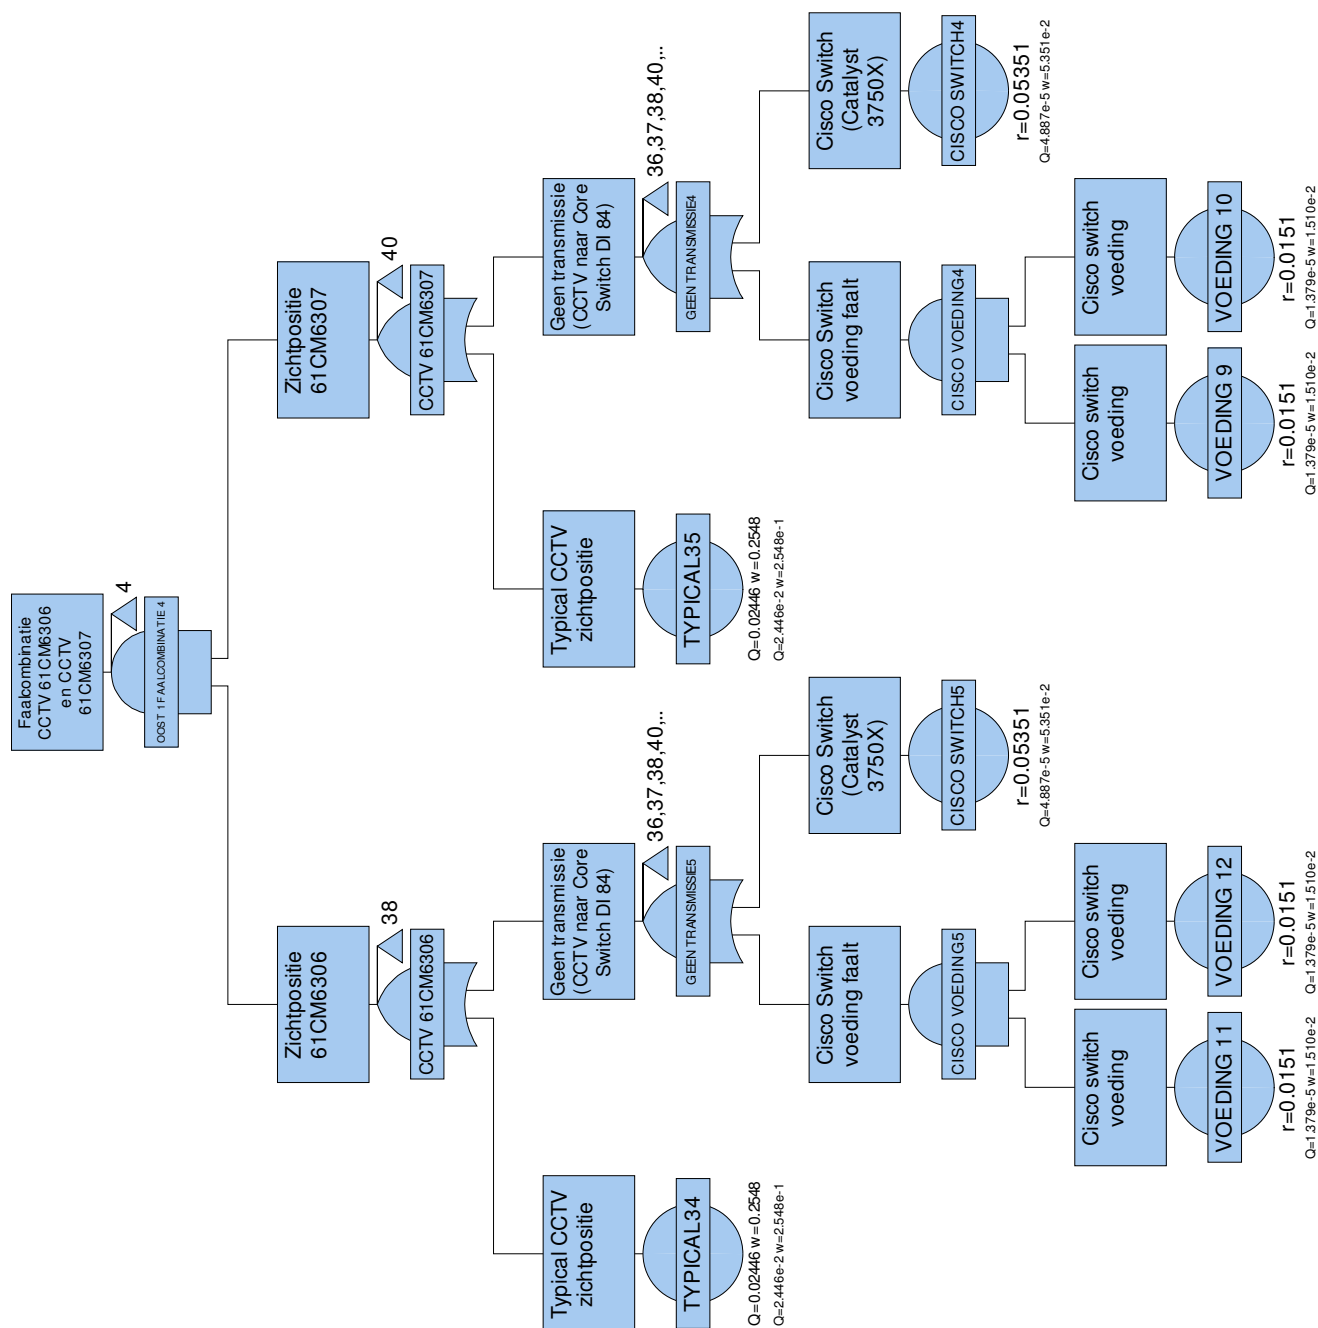 Faalcombinatie
CCTV 61CM6306
en CCTV
61CM6307
4
OOST 1FAALCOMBINATIE 4
Zichtpositie
61CM6306
38
CCTV 61CM6306
Zichtpositie
61CM6307
40
CCTV 61CM6307
Typical CCTV
zichtpositie
TYPICAL34
Q=0.02446 w=0.2548
Q=2.446e-2 w=2.548e-1
Geen transmissie
(CCTV naar Core
Switch DI 84)
36,37,38,40,..
GEEN TRANSMISSIE5
Typical CCTV
zichtpositie
TYPICAL35
Q=0.02446 w=0.2548
Q=2.446e-2 w=2.548e-1
Geen transmissie
(CCTV naar Core
Switch DI 84)
36,37,38,40,..
GEEN TRANSMISSIE4
Cisco Switch
voeding faalt
CISCO VOEDING5
Cisco Switch
(Catalyst
3750X)
CISCO SWITCH5
r=0.05351
Q=4.887e-5 w=5.351e-2
Cisco Switch
voeding faalt
CISCO VOEDING4
Cisco Switch
(Catalyst
3750X)
CISCO SWITCH4
r=0.05351
Q=4.887e-5 w=5.351e-2
Cisco switch
voeding
VOEDING 11
r=0.0151
Q=1.379e-5 w=1.510e-2
Cisco switch
voeding
VOEDING 12
r=0.0151
Q=1.379e-5 w=1.510e-2
Cisco switch
voeding
VOEDING 9
r=0.0151
Q=1.379e-5 w=1.510e-2
Cisco switch
voeding
VOEDING 10
r=0.0151
Q=1.379e-5 w=1.510e-2